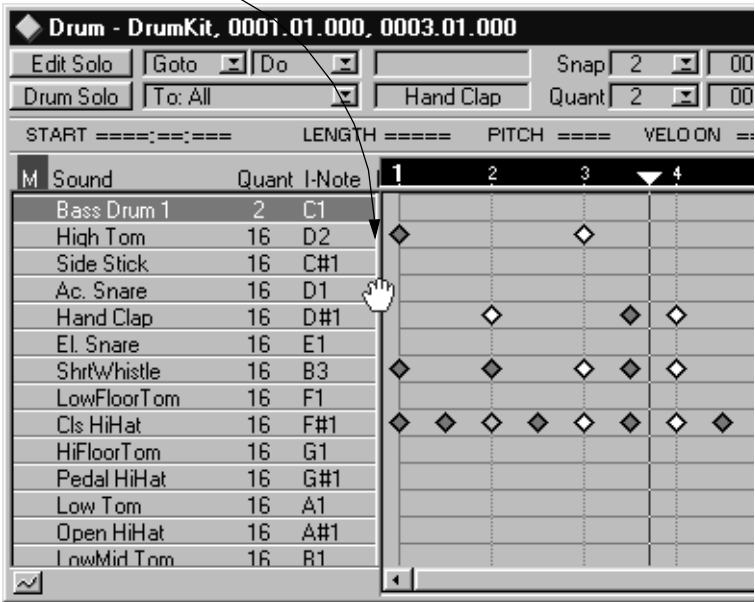 Drum - DrumKit, 0001.01.000, 0003.01.000
Edit Solo Goto Do Snap 2 00
Drum Solo To: All Hand Clap Quant 2 00
START ====:==:=== LENGTH ===== PITCH ==== VELO ON ==
M Sound Quant I-Note 1 2 3 4
Bass Drum 1 2 C1
High Tom 16 D2
Side Stick 16 C#1
Ac. Snare 16 D1
Hand Clap 16 D#1
El. Snare 16 E1
ShrtWhistle 16 B3
LowFloorTom 16 F1
Cls HiHat 16 F#1
HiFloorTom 16 G1
Pedal HiHat 16 G#1
Low Tom 16 A1
Open HiHat 16 A#1
LowMid Tom 16 B1